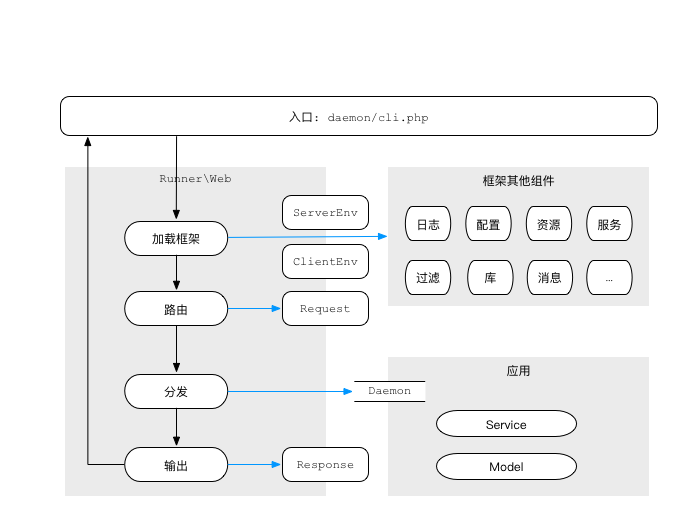 入口: daemon/cli.php
Runner\Web
框架其他组件
ServerEnv
日志
配置
资源
服务
加载框架
ClientEnv
过滤
库
消息
…
路由
Request
应用
分发
Daemon
Service
输出
Response
Model